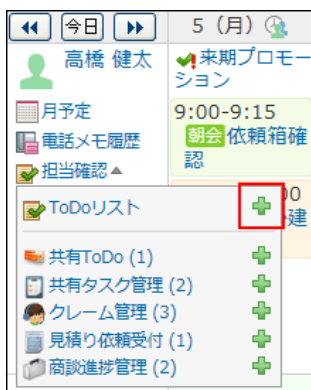 今日 5（月）
高橋 健太
来期プロモー
ション
月予定
9:00-9:15
電話メモ履歴
朝会 依頼箱確
認
担当確認▲
ToDoリスト
共有ToDo (1)
共有タスク管理 (2)
クレーム管理 (3)
見積り依頼受付 (1)
商談進捗管理 (2)